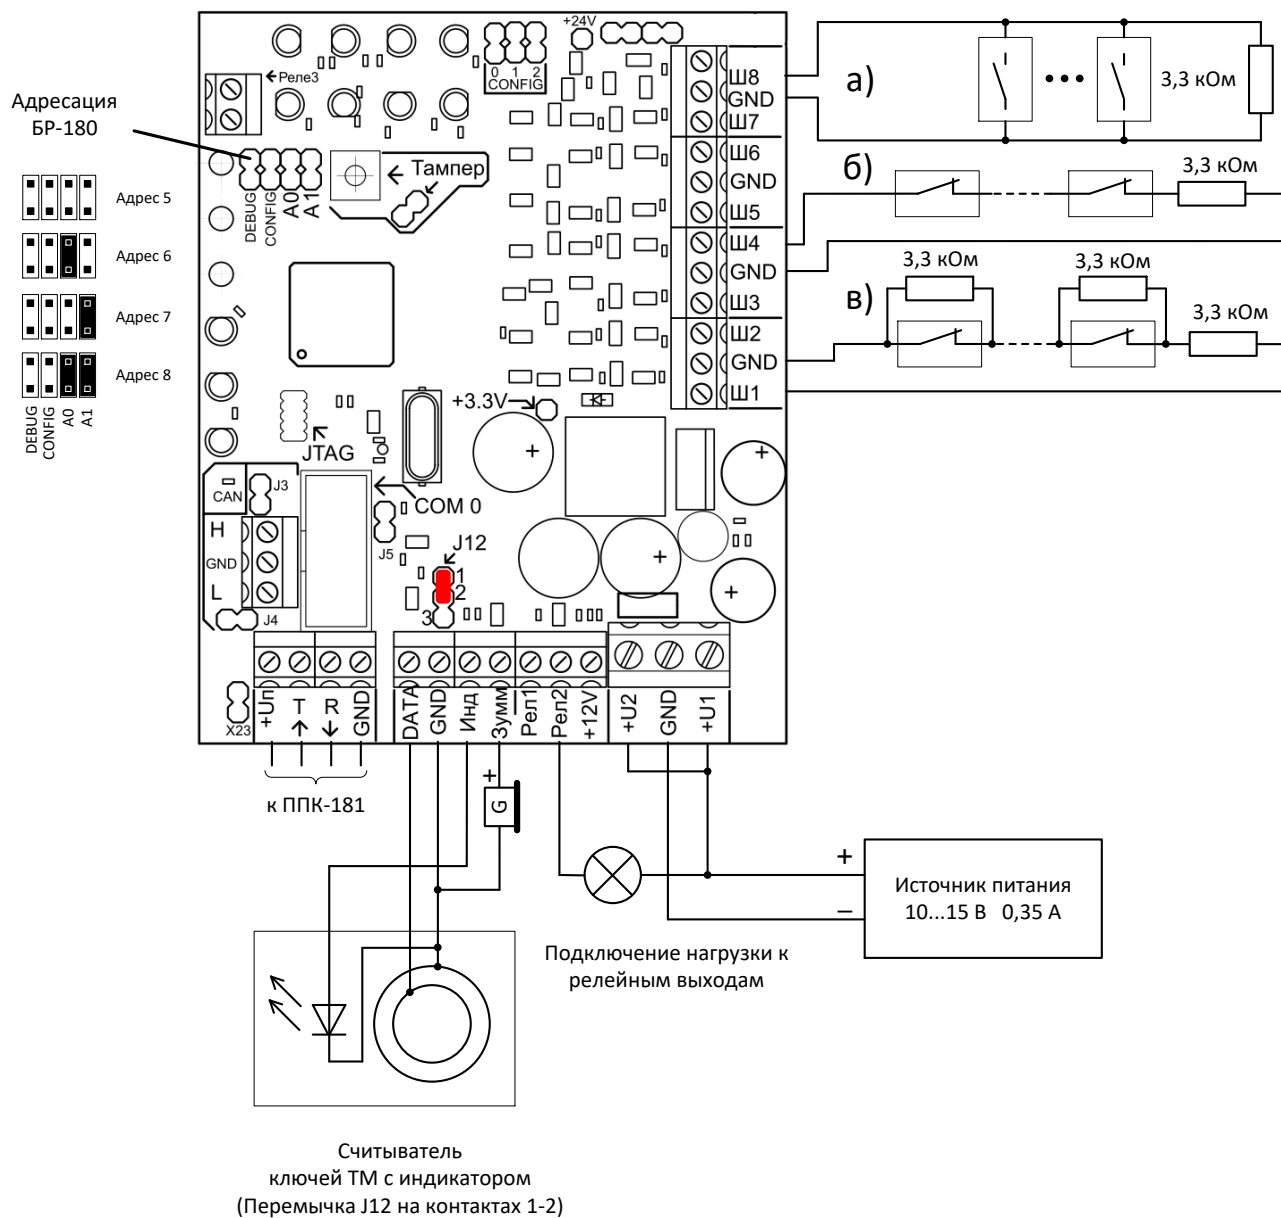 Адресация
БР-180
Адрес 5
Адрес 6
Адрес 7
Адрес 8
DEBUG
CONFIG
A0
A1
Реле3
+24V
0 1 2
CONFIG
DEBUG
CONFIG
A0
A1
Тампер
Ш8
GND
Ш7
Ш6
GND
Ш5
Ш4
GND
Ш3
Ш2
GND
Ш1
а)
3,3 кОм
б)
3,3 кОм
в)
3,3 кОм
3,3 кОм
3,3 кОм
+3.3V
+
+
+
+
JTAG
COM 0
CAN
J3
H
GND
L
J4
J5
J12
1
2
3
X23
+Uп
T
R
GND
DATA
GND
Инд
Зумм
Рел1
Рел2
+12V
+U2
GND
+U1
к ППК-181
+
G
+
–
Источник питания
10...15 В 0,35 А
Подключение нагрузки к
релейным выходам
Считыватель
ключей ТМ с индикатором
(Перемычка J12 на контактах 1-2)